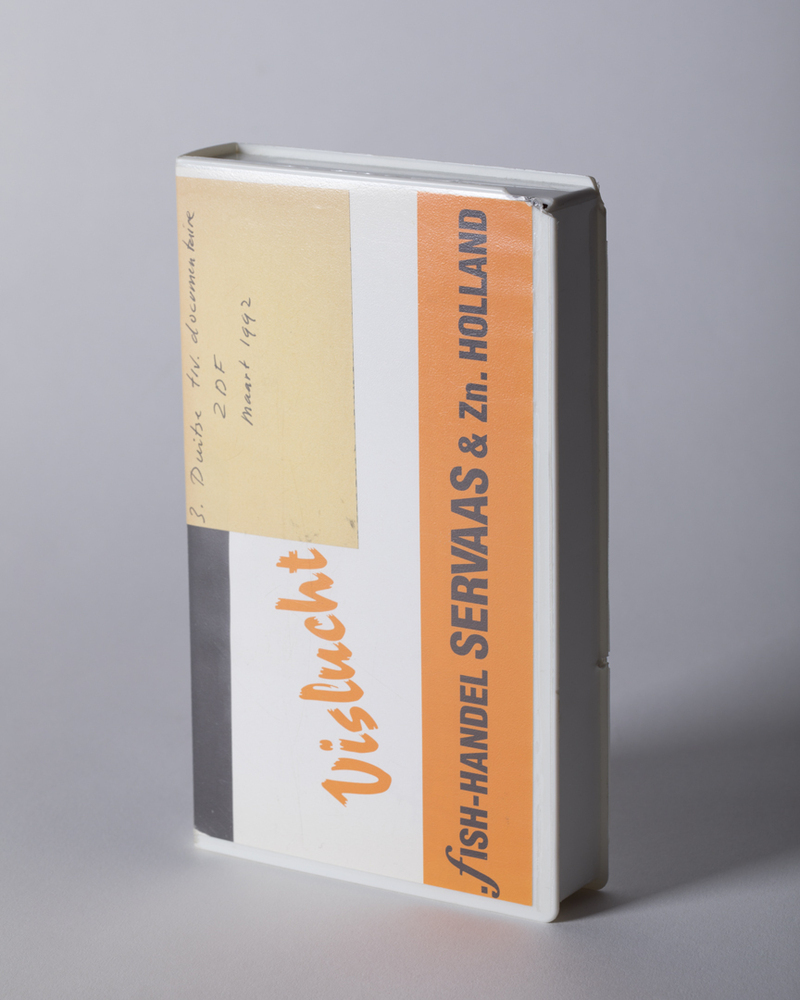 3. Duitse t.v. documentaire
ZDF
maart 1992
Vislucht
.fISH-HANDEL SERVAAS & Zn. HOLLAND